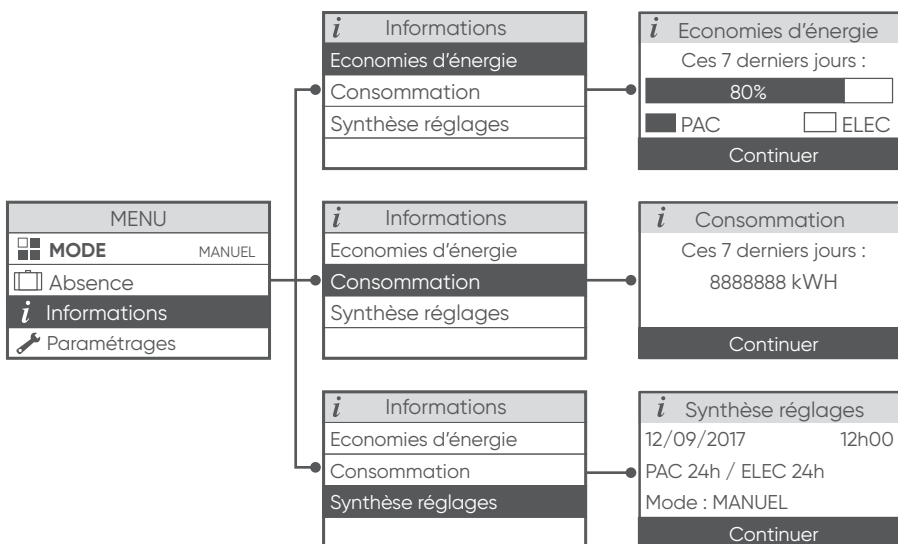 i Informations
Economies d'énergie
Consommation
Synthèse réglages
i Economies d'énergie
Ces 7 derniers jours :
80%
PAC ELEC
Continuer
MENU
MODE MANUEL
Absence
i Informations
Paramétrages
i Informations
Economies d'énergie
Consommation
Synthèse réglages
i Consommation
Ces 7 derniers jours :
8888888 kWH
Continuer
i Informations
Economies d'énergie
Consommation
Synthèse réglages
i Synthèse réglages
12/09/2017 12h00
PAC 24h / ELEC 24h
Mode : MANUEL
Continuer